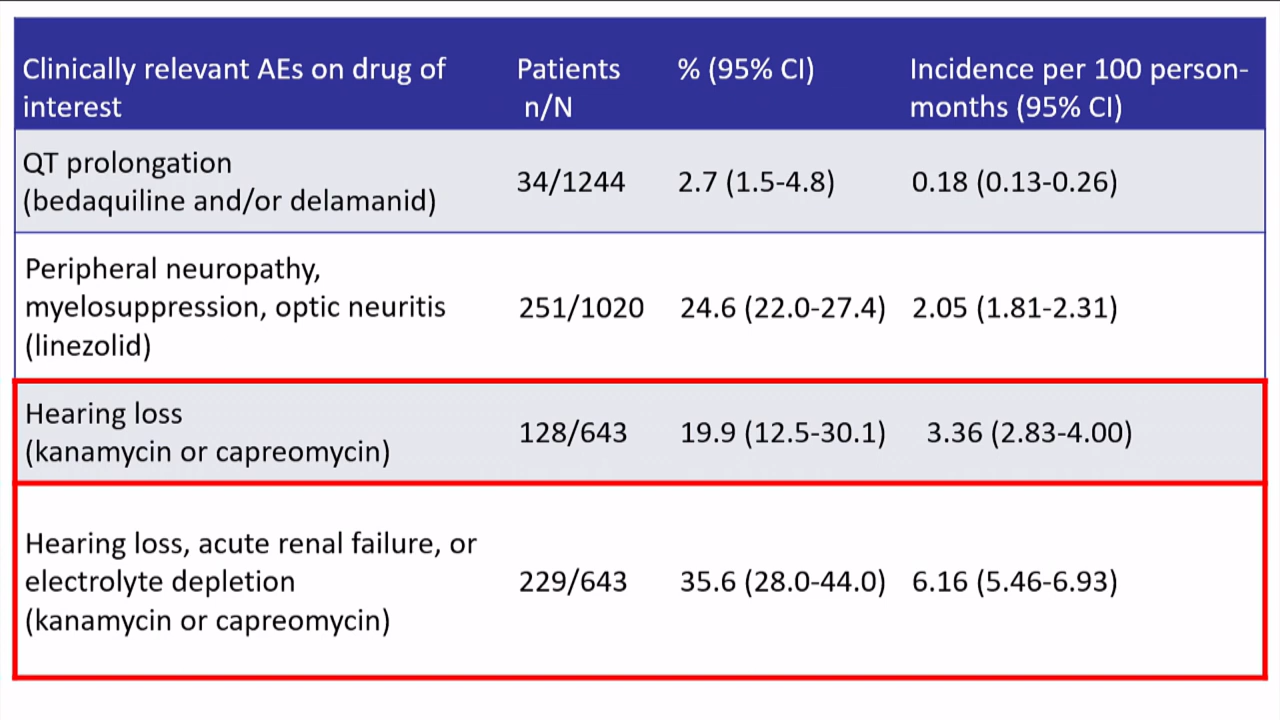 Clinically relevant AEs on drug of interest
Patients n/N
% (95% CI)
Incidence per 100 person-months (95% CI)
QT prolongation
(bedaquiline and/or delamanid)
34/1244
2.7 (1.5-4.8)
0.18 (0.13-0.26)
Peripheral neuropathy,
myelosuppression, optic neuritis
(linezolid)
251/1020
24.6 (22.0-27.4)
2.05 (1.81-2.31)
Hearing loss
(kanamycin or capreomycin)
128/643
19.9 (12.5-30.1)
3.36 (2.83-4.00)
Hearing loss, acute renal failure, or
electrolyte depletion
(kanamycin or capreomycin)
229/643
35.6 (28.0-44.0)
6.16 (5.46-6.93)